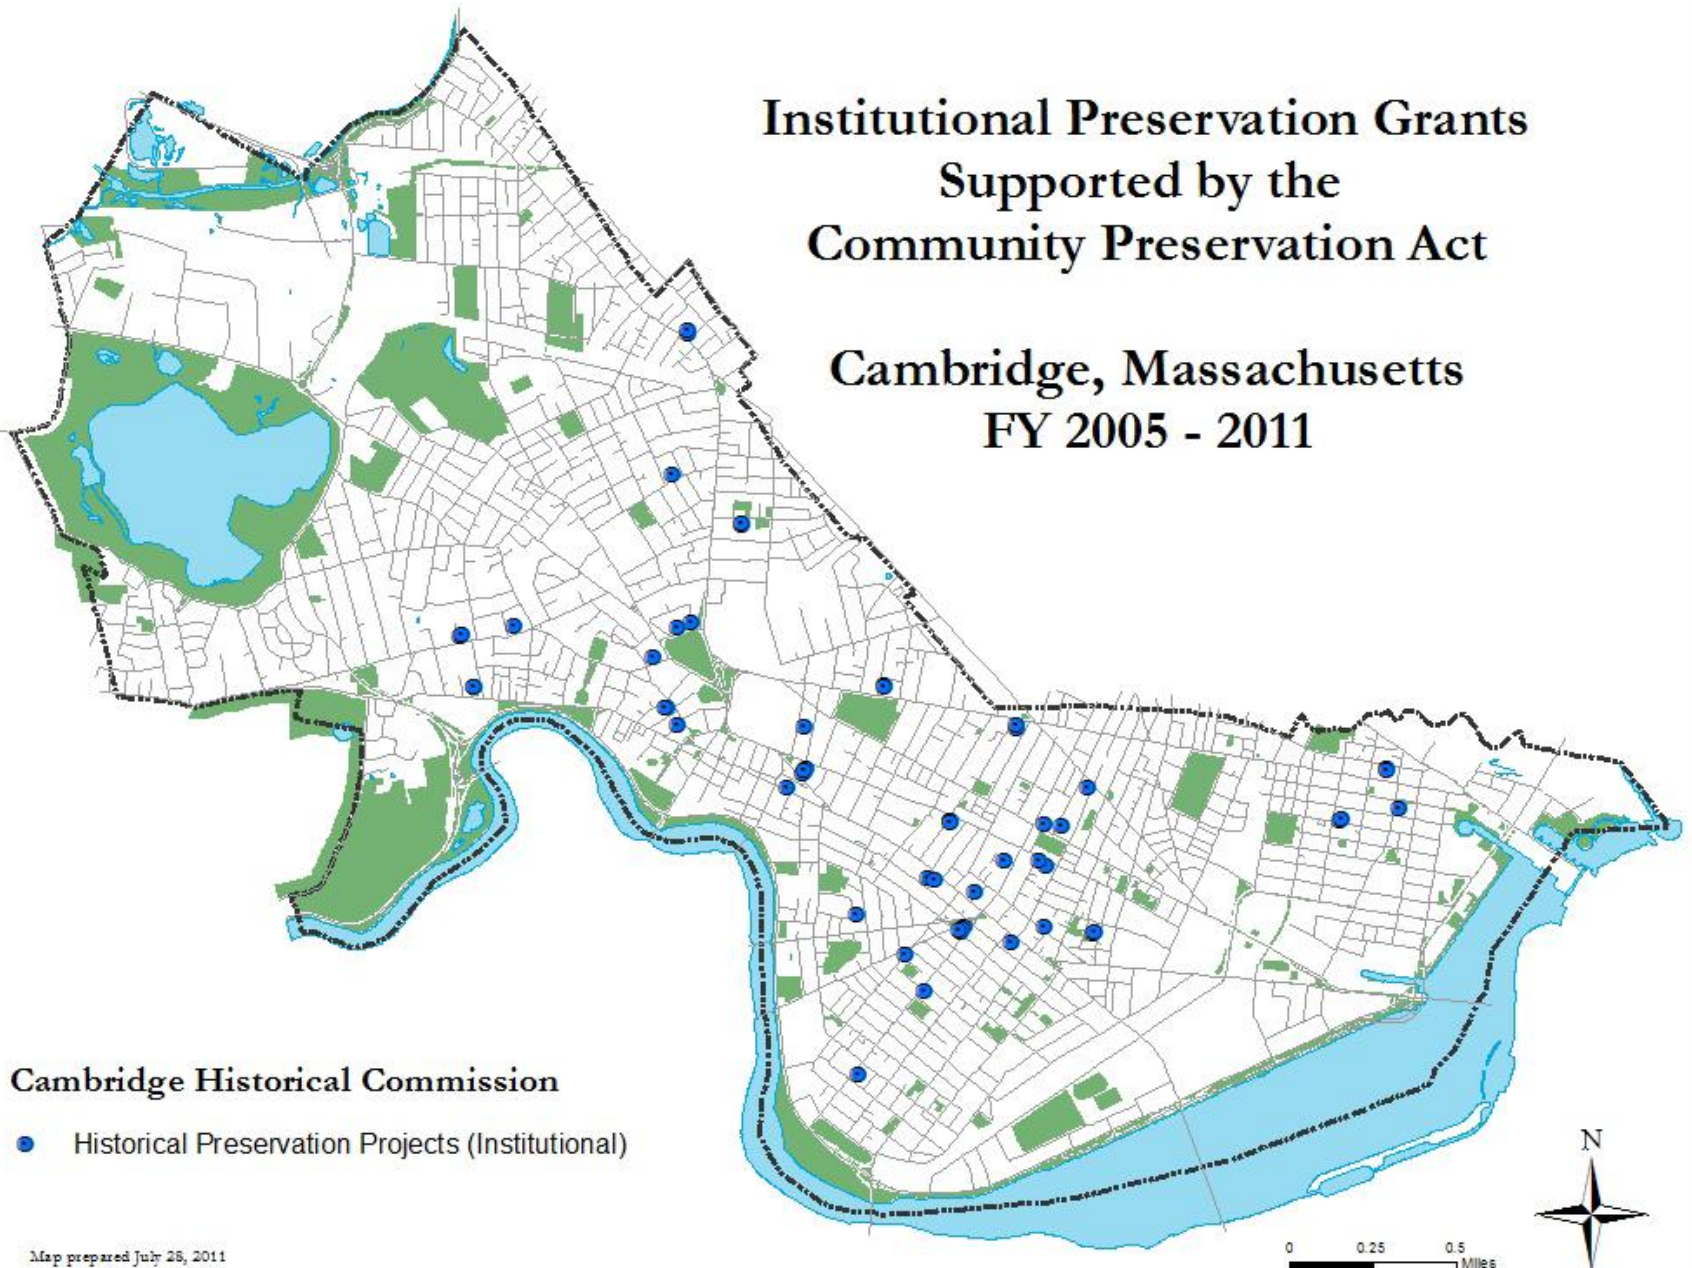 Institutional Preservation Grants
Supported by the
Community Preservation Act
Cambridge, Massachusetts
FY 2005 - 2011
Cambridge Historical Commission
Historical Preservation Projects (Institutional)
Map prepared July 28, 2011
N
0 0.25 0.5
Miles